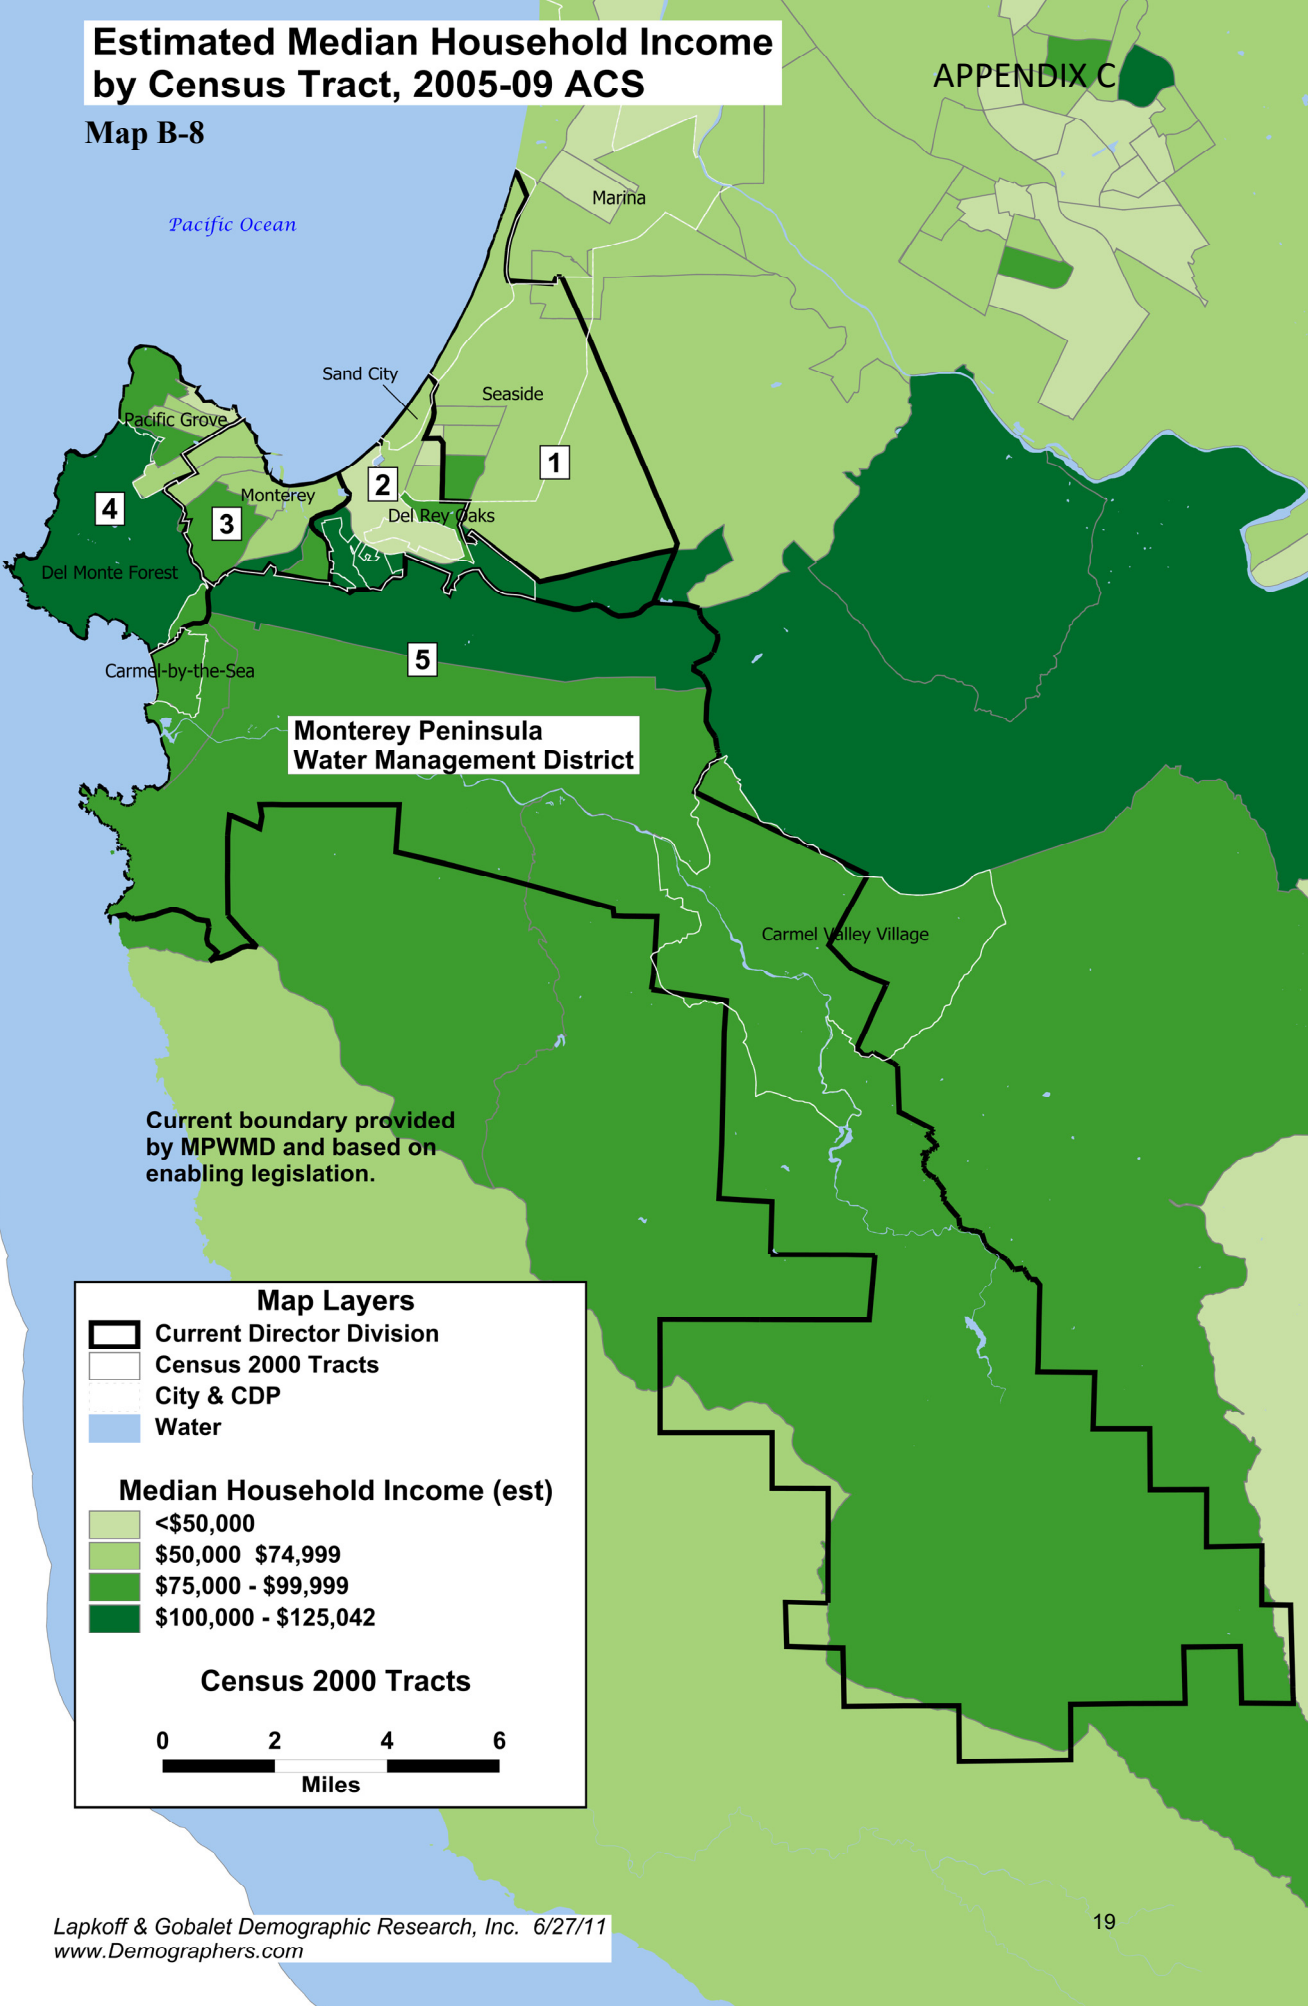 Estimated Median Household Income
by Census Tract, 2005-09 ACS
Map B-8
APPENDIX C
Pacific Ocean
Marina
Sand City
Seaside
Pacific Grove
1
2
Monterey
4
3
Del Rey Oaks
Del Monte Forest
5
Carmel-by-the-Sea
Monterey Peninsula
Water Management District
Carmel Valley Village
Current boundary provided
by MPWMD and based on
enabling legislation.
Map Layers
Current Director Division
Census 2000 Tracts
City & CDP
Water
Median Household Income (est)
<$50,000
$50,000 $74,999
$75,000 - $99,999
$100,000 - $125,042
Census 2000 Tracts
0 2 4 6
Miles
Lapkoff & Gobalet Demographic Research, Inc. 6/27/11
www.Demographers.com
19